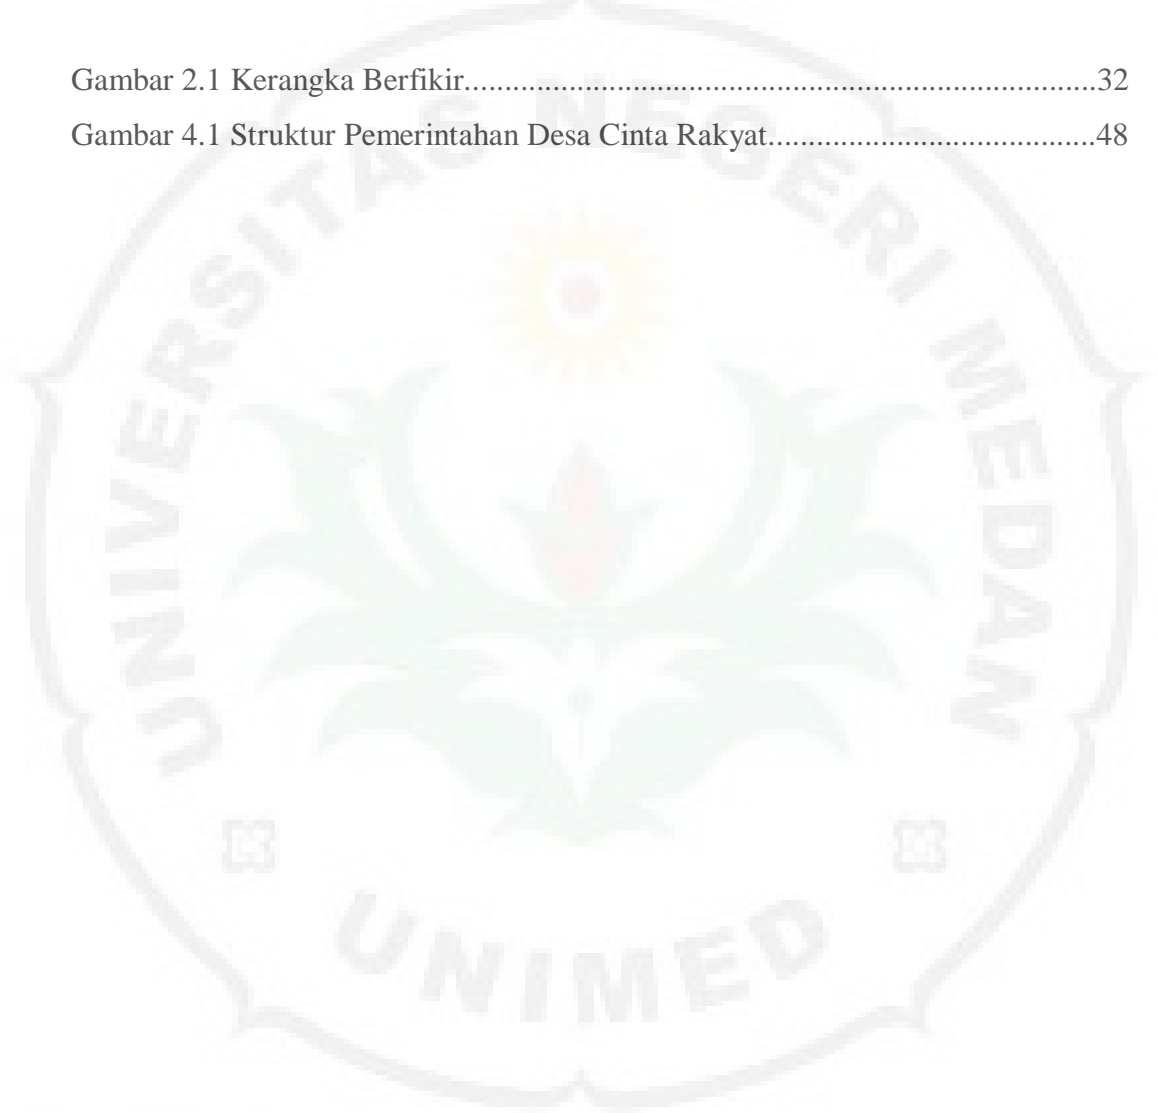 Gambar 2.1 Kerangka Berfikir............................................................................32
Gambar 4.1 Struktur Pemerintahan Desa Cinta Rakyat.......................................48
UNIVERSITAS NEGERI MEDAN
UNIMED